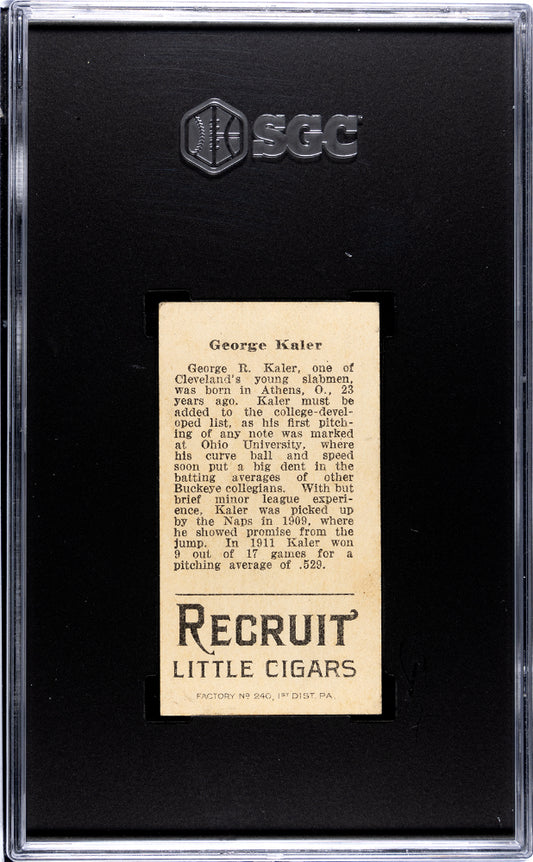 SGC
George Kaler
George R. Kaler, one of
Cleveland's young slabmen,
was born in Athens, O., 23
years ago. Kaler must be
added to the college-devel-
oped list, as his first pitch-
ing of any note was marked
at Ohio University, where
his curve ball and speed
soon put a big dent in the
batting averages of other
Buckeye collegians. With but
brief minor league experi-
ence, Kaler was picked up
by the Naps in 1909, where
he showed promise from the
jump. In 1911 Kaler won
9 out of 17 games for a
pitching average of .529.
RECRUIT
LITTLE CIGARS
FACTORY Nº 240, 1ST DIST. PA.